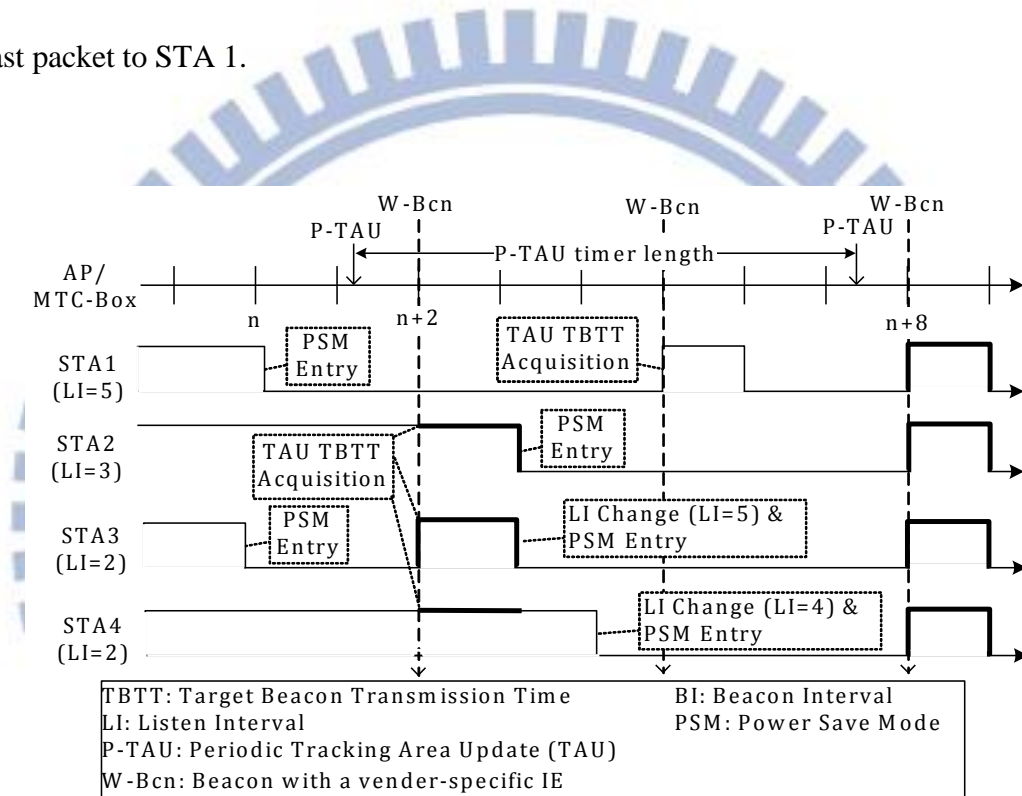 ast packet to STA 1.
W-Bcn W-Bcn W-Bcn
P-TAU P-TAU
P-TAU timer length
AP/
MTC-Box
n n+2 n+8
STA1
(LI=5)
PSM
Entry
TAU TBTT
Acquisition
STA2
(LI=3)
TAU TBTT
Acquisition
PSM
Entry
STA3
(LI=2)
PSM
Entry
LI Change (LI=5) &
PSM Entry
STA4
(LI=2)
LI Change (LI=4) &
PSM Entry
TBTT: Target Beacon Transmission Time BI: Beacon Interval
LI: Listen Interval PSM: Power Save Mode
P-TAU: Periodic Tracking Area Update (TAU)
W-Bcn: Beacon with a vender-specific IE